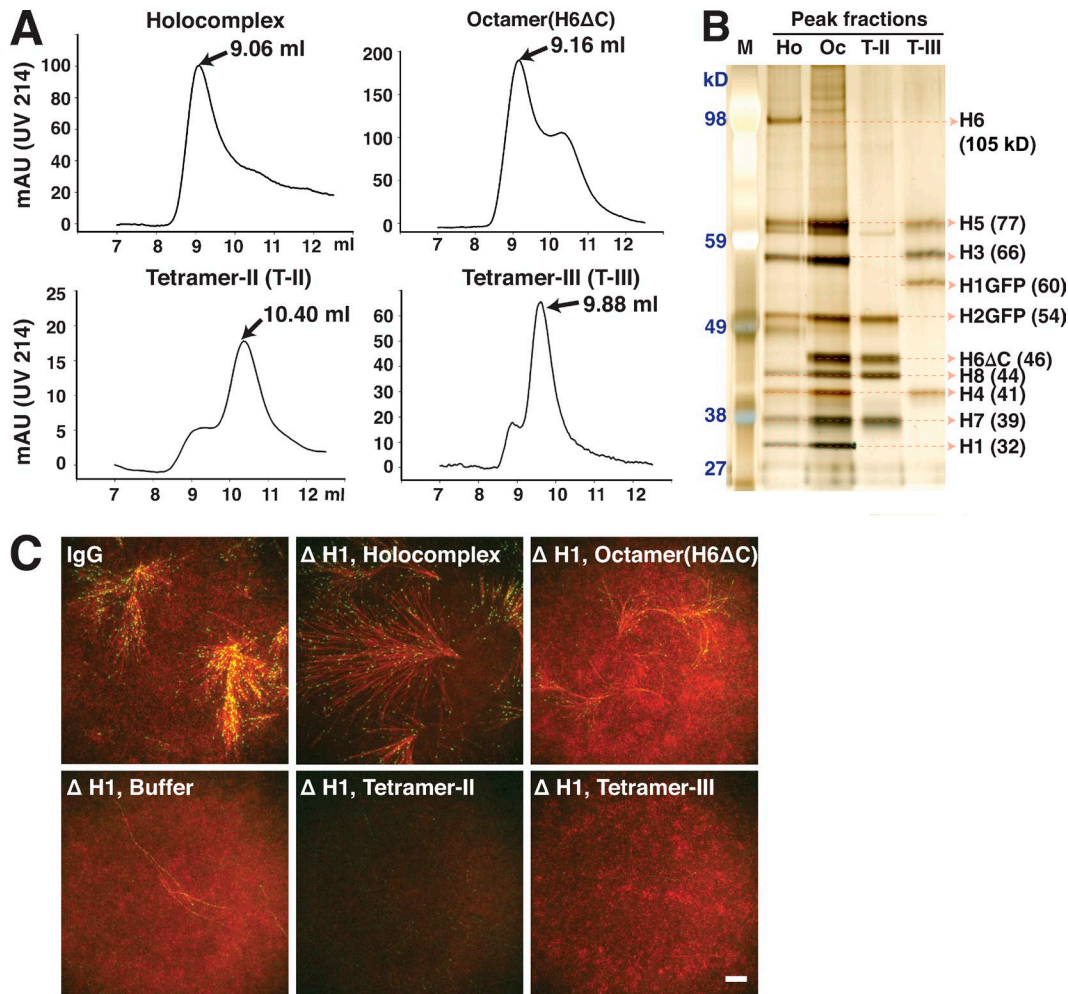 A
Holocomplex
9.06 ml
mAU (UV 214)
100
80
60
40
20
0
7 8 9 10 11 12 ml
Octamer(H6ΔC)
9.16 ml
200
150
100
50
0
7 8 9 10 11 12
Tetramer-II (T-II)
10.40 ml
mAU (UV 214)
25
20
15
10
5
0
7 8 9 10 11 12 ml
Tetramer-III (T-III)
9.88 ml
60
50
40
30
20
10
0
7 8 9 10 11 12
B
Peak fractions
M Ho Oc T-II T-III
kD
98
59
49
38
27
H6
(105 kD)
H5 (77)
H3 (66)
H1GFP (60)
H2GFP (54)
H6ΔC (46)
H8 (44)
H4 (41)
H7 (39)
H1 (32)
C
IgG
Δ H1, Holocomplex
Δ H1, Octamer(H6ΔC)
Δ H1, Buffer
Δ H1, Tetramer-II
Δ H1, Tetramer-III